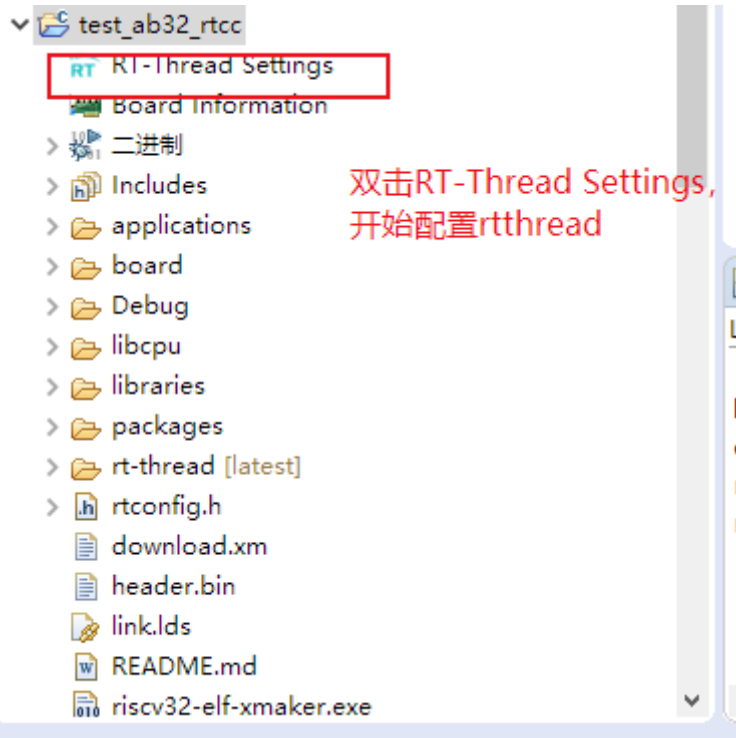 test_ab32_rtcc
RT-Thread Settings
Board Information
二进制
Includes
双击RT-Thread Settings，
开始配置rtthread
applications
board
Debug
libcpu
libraries
packages
rt-thread [latest]
rtconfig.h
download.xm
header.bin
link.lds
README.md
riscv32-elf-xmaker.exe